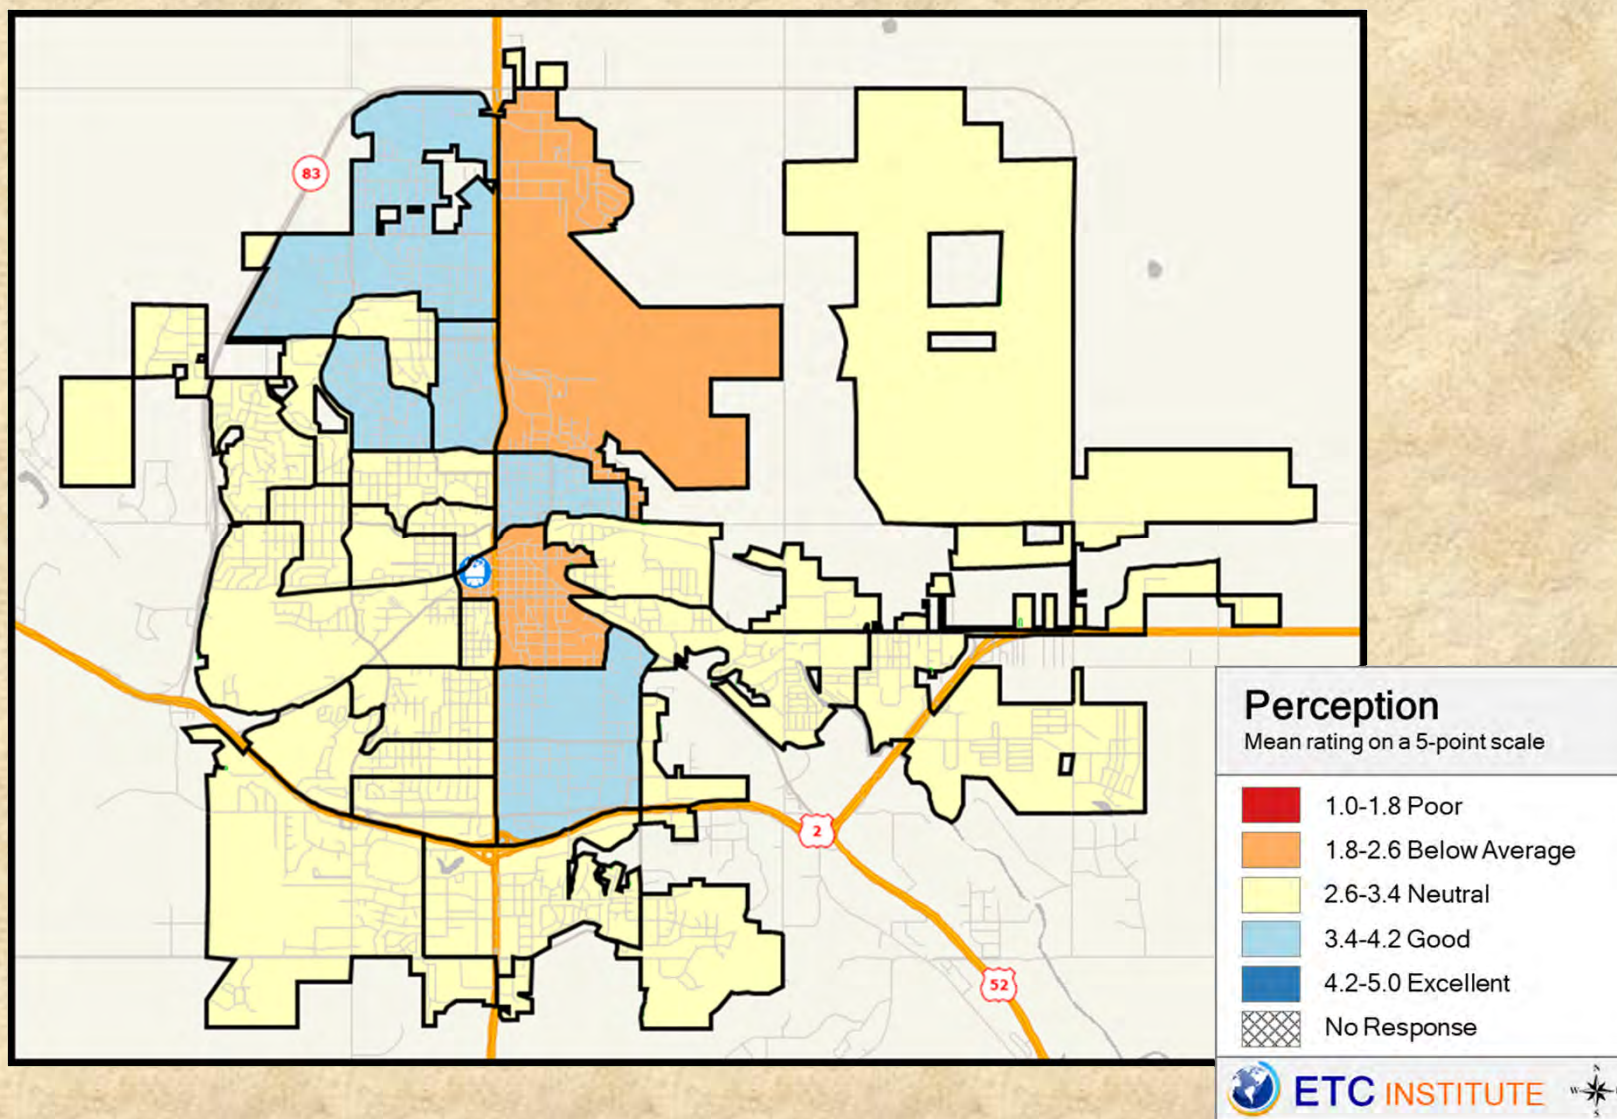 83
2
52
Perception
Mean rating on a 5-point scale
1.0-1.8 Poor
1.8-2.6 Below Average
2.6-3.4 Neutral
3.4-4.2 Good
4.2-5.0 Excellent
No Response
ETC INSTITUTE
N
W
S